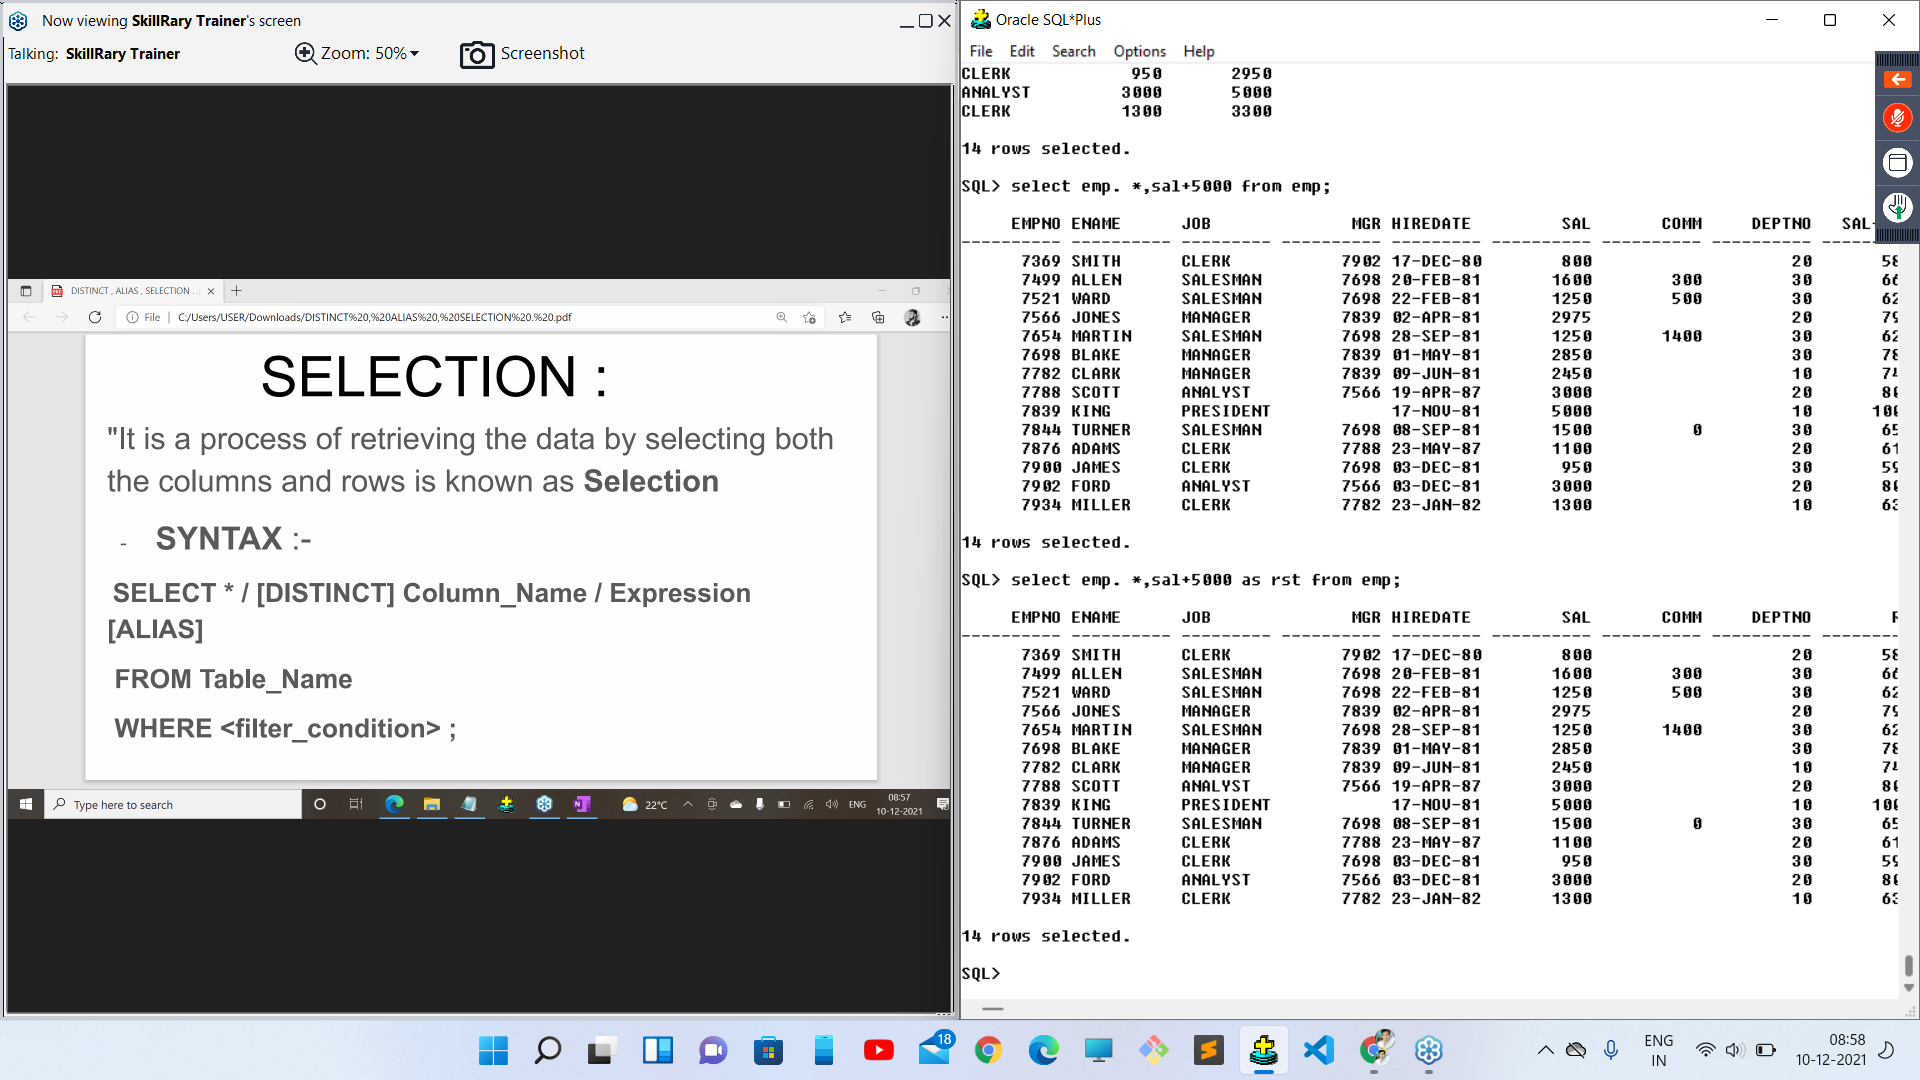 Now viewing SkillRary Trainer's screen
Talking: SkillRary Trainer
Zoom: 50%
Screenshot
DISTINCT , ALIAS , SELECTION .
File | C:/Users/USER/Downloads/DISTINCT%20,%20ALIAS%20,%20SELECTION%20.%20.pdf
SELECTION :
"It is a process of retrieving the data by selecting both
the columns and rows is known as Selection
- SYNTAX :-
SELECT * / [DISTINCT] Column_Name / Expression
[ALIAS]
FROM Table_Name
WHERE <filter_condition> ;
Type here to search
22°C
ENG
08:57
10-12-2021
Oracle SQL*Plus
File Edit Search Options Help
CLERK 950 2950
ANALYST 3000 5000
CLERK 1300 3300
14 rows selected.
SQL> select emp. *,sal+5000 from emp;
EMPNO ENAME JOB MGR HIREDATE SAL COMM DEPTNO SAL
7369 SMITH CLERK 7902 17-DEC-80 800 20 58
7499 ALLEN SALESMAN 7698 20-FEB-81 1600 300 30 66
7521 WARD SALESMAN 7698 22-FEB-81 1250 500 30 62
7566 JONES MANAGER 7839 02-APR-81 2975 20 79
7654 MARTIN SALESMAN 7698 28-SEP-81 1250 1400 30 62
7698 BLAKE MANAGER 7839 01-MAY-81 2850 30 78
7782 CLARK MANAGER 7839 09-JUN-81 2450 10 74
7788 SCOTT ANALYST 7566 19-APR-87 3000 20 80
7839 KING PRESIDENT 17-NOV-81 5000 10 100
7844 TURNER SALESMAN 7698 08-SEP-81 1500 0 30 65
7876 ADAMS CLERK 7788 23-MAY-87 1100 20 61
7900 JAMES CLERK 7698 03-DEC-81 950 30 59
7902 FORD ANALYST 7566 03-DEC-81 3000 20 80
7934 MILLER CLERK 7782 23-JAN-82 1300 10 63
14 rows selected.
SQL> select emp. *,sal+5000 as rst from emp;
EMPNO ENAME JOB MGR HIREDATE SAL COMM DEPTNO R
7369 SMITH CLERK 7902 17-DEC-80 800 20 58
7499 ALLEN SALESMAN 7698 20-FEB-81 1600 300 30 66
7521 WARD SALESMAN 7698 22-FEB-81 1250 500 30 62
7566 JONES MANAGER 7839 02-APR-81 2975 20 79
7654 MARTIN SALESMAN 7698 28-SEP-81 1250 1400 30 62
7698 BLAKE MANAGER 7839 01-MAY-81 2850 30 78
7782 CLARK MANAGER 7839 09-JUN-81 2450 10 74
7788 SCOTT ANALYST 7566 19-APR-87 3000 20 80
7839 KING PRESIDENT 17-NOV-81 5000 10 100
7844 TURNER SALESMAN 7698 08-SEP-81 1500 0 30 65
7876 ADAMS CLERK 7788 23-MAY-87 1100 20 61
7900 JAMES CLERK 7698 03-DEC-81 950 30 59
7902 FORD ANALYST 7566 03-DEC-81 3000 20 80
7934 MILLER CLERK 7782 23-JAN-82 1300 10 63
14 rows selected.
SQL>
18
ENG
IN
08:58
10-12-2021